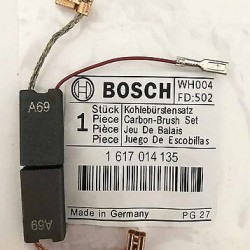 BOSCH
WH004
FD:502
1
Stück Kohlebürstensatz
Piece Carbon-Brush Set
Pièce Jeu De Balais
Pieza Juego De Escobillas
1 617 014 135
Made in Germany
PG 27
A69
A69